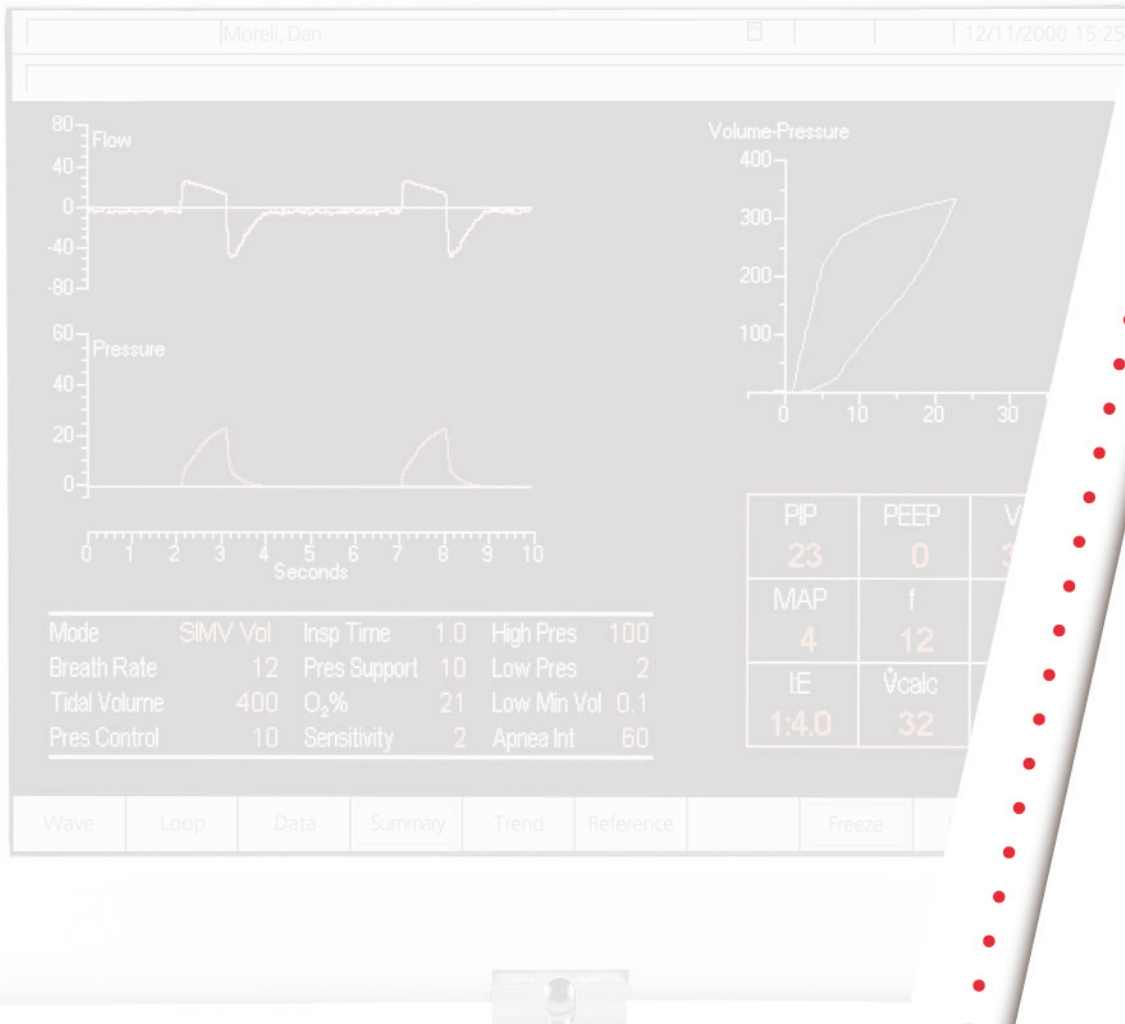 Morell, Dan 12/11/2000 15:25
Flow
80
40
0
-40
-80
Volume-Pressure
400
300
200
100
0 10 20 30
60
Pressure
40
20
0
0 1 2 3 4 5 6 7 8 9 10
Seconds
PIP PEEP
23 0
MAP f
4 12
I:E V̇calc
1:4.0 32
Mode SIMV Vol Insp Time 1.0 High Pres 100
Breath Rate 12 Pres Support 10 Low Pres 2
Tidal Volume 400 O₂% 21 Low Min Vol 0.1
Pres Control 10 Sensitivity 2 Apnea Int 60
Wave Loop Data Summary Trend Reference Freeze